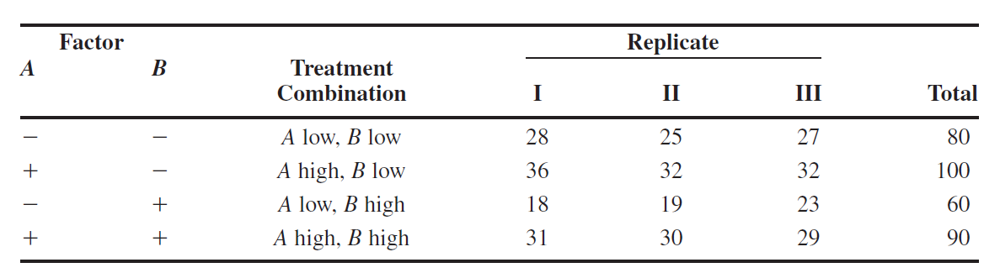 Factor Replicate
A B Treatment
Combination I II III Total
− − A low, B low 28 25 27 80
+ − A high, B low 36 32 32 100
− + A low, B high 18 19 23 60
+ + A high, B high 31 30 29 90